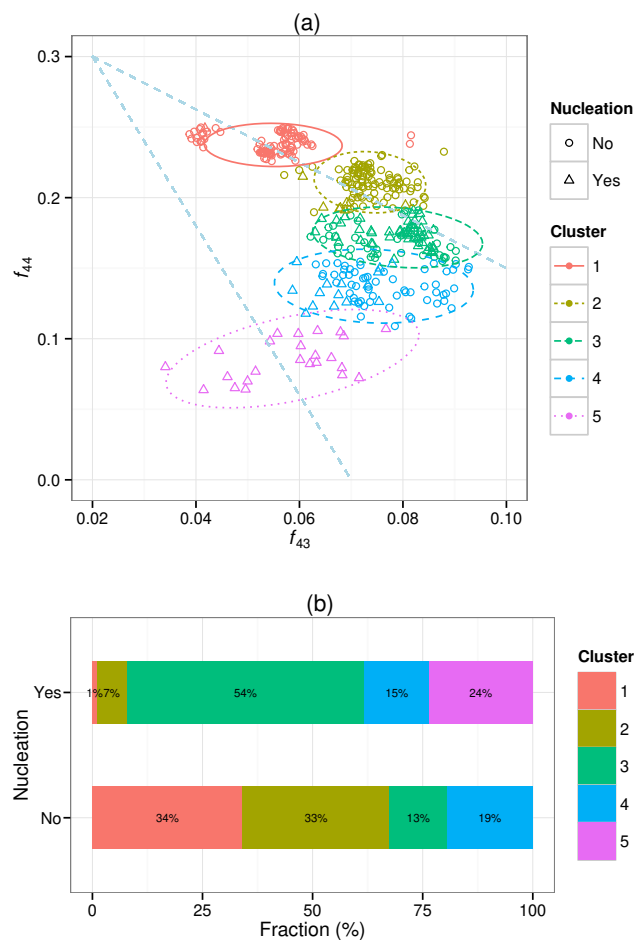 (a)
0.3
0.2
0.1
0.0
f44
0.02 0.04 0.06 0.08 0.10
f43
Nucleation
No
Yes
Cluster
1
2
3
4
5
(b)
Yes
1% 7% 54% 15% 24%
No
34% 33% 13% 19%
Nucleation
0 25 50 75 100
Fraction (%)
Cluster
1
2
3
4
5